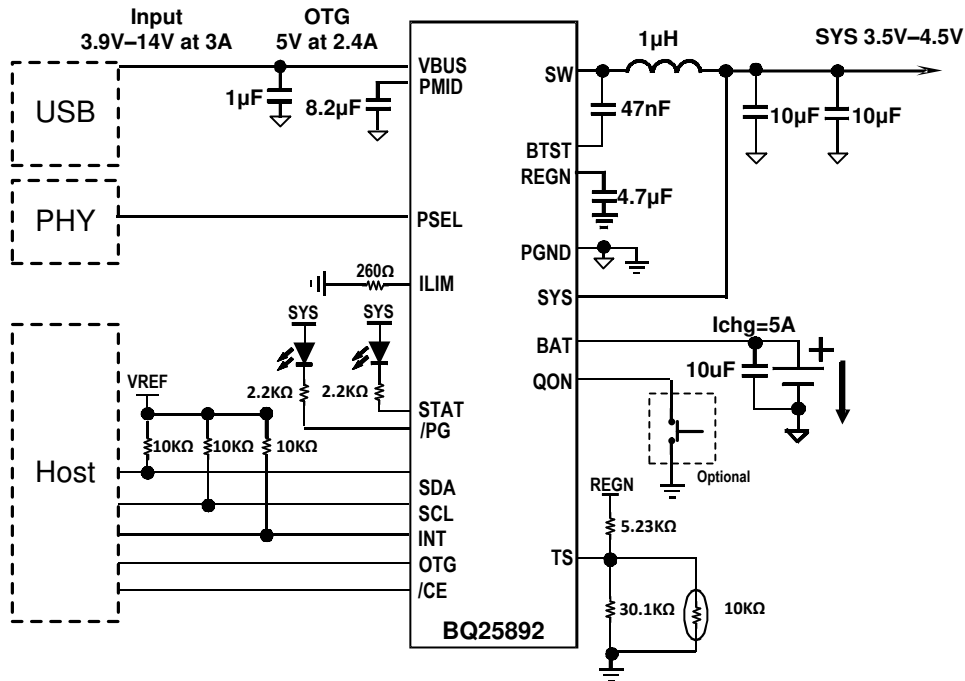 Input
3.9V–14V at 3A
OTG
5V at 2.4A
USB
1µF
8.2µF
VBUS
PMID
PHY
PSEL
260Ω
ILIM
SYS
SYS
2.2KΩ
2.2KΩ
STAT
/PG
VREF
10KΩ
10KΩ
10KΩ
Host
SDA
SCL
INT
OTG
/CE
BQ25892
SW
1µH
SYS 3.5V–4.5V
47nF
10µF
10µF
BTST
REGN
4.7µF
PGND
SYS
Ichg=5A
BAT
10uF
+
QON
Optional
REGN
5.23KΩ
TS
30.1KΩ
10KΩ